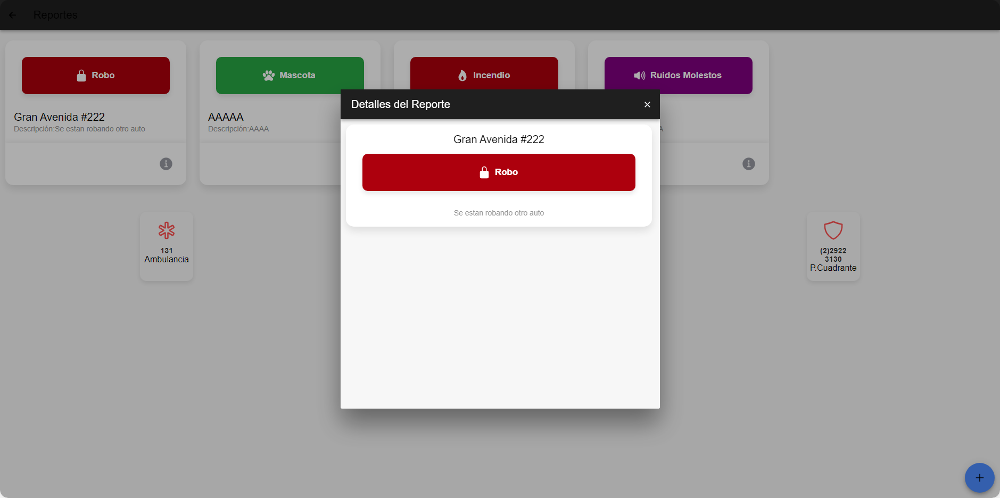 Reportes
Robo
Mascota
Incendio
Ruidos Molestos
Gran Avenida #222
Descripción:Se estan robando otro auto
AAAAA
Descripción:AAAA
A
Detalles del Reporte
Gran Avenida #222
Robo
Se estan robando otro auto
131
Ambulancia
(2)2922
3130
P.Cuadrante